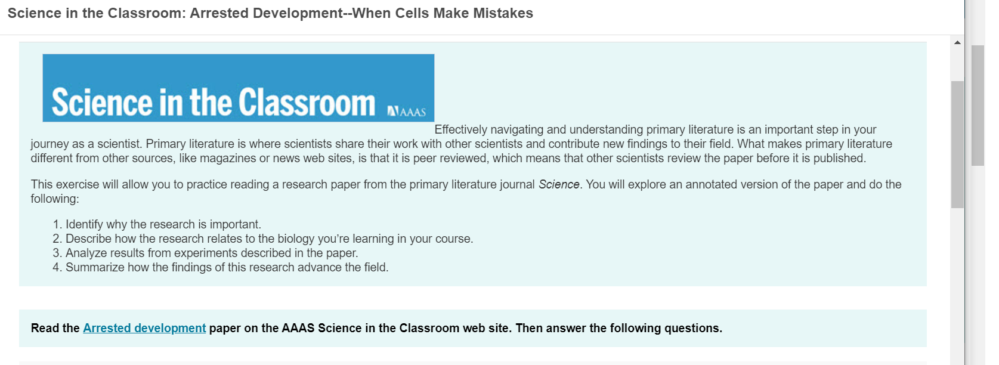 Science in the Classroom: Arrested Development--When Cells Make Mistakes
Science in the Classroom AAAS
Effectively navigating and understanding primary literature is an important step in your
journey as a scientist. Primary literature is where scientists share their work with other scientists and contribute new findings to their field. What makes primary literature
different from other sources, like magazines or news web sites, is that it is peer reviewed, which means that other scientists review the paper before it is published.
This exercise will allow you to practice reading a research paper from the primary literature journal Science. You will explore an annotated version of the paper and do the
following:
1. Identify why the research is important.
2. Describe how the research relates to the biology you’re learning in your course.
3. Analyze results from experiments described in the paper.
4. Summarize how the findings of this research advance the field.
Read the Arrested development paper on the AAAS Science in the Classroom web site. Then answer the following questions.